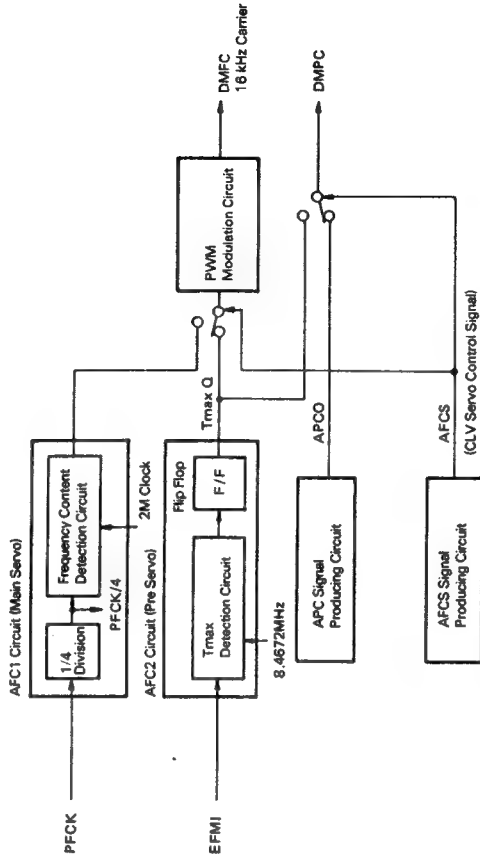 AFC1 Circuit (Main Servo)
PFCK
1/4
Division
PFCK/4
Frequency Content
Detection Circuit
2M Clock
AFC2 Circuit (Pre Servo)
EFMI
Tmax
Detection Circuit
8.4672MHz
Flip Flop
F/F
Tmax Q
PWM
Modulation Circuit
DMFC
16 kHz Carrier
APC Signal
Producing Circuit
APCO
DMPC
AFCS Signal
Producing Circuit
AFCS
(CLV Servo Control Signal)